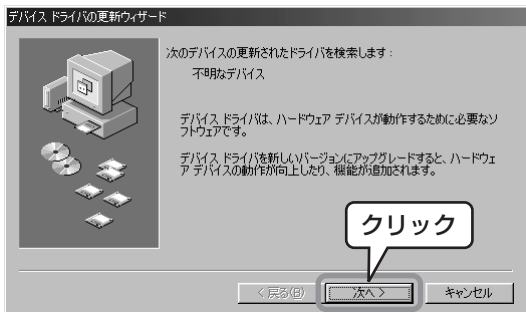 デバイス ドライバの更新ウィザード
次のデバイスの更新されたドライバを検索します:
不明なデバイス
デバイス ドライバは、ハードウェア デバイスが動作するために必要なソ
フトウェアです。
デバイス ドライバを新しいバージョンにアップグレードすると、ハードウェ
ア デバイスの動作が向上したり、機能が追加されます。
クリック
< 戻る(B)
次へ >
キャンセル